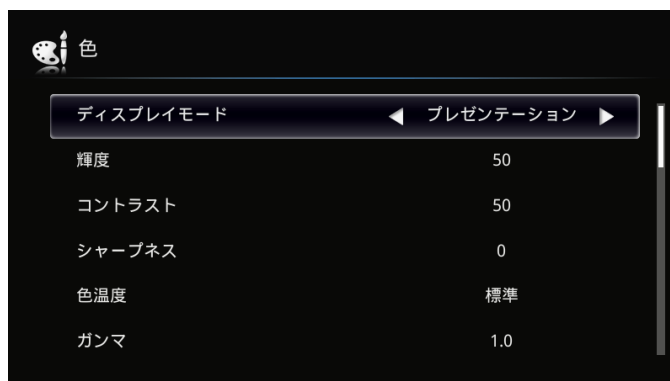 色
ディスプレイモード プレゼンテーション
輝度 50
コントラスト 50
シャープネス 0
色温度 標準
ガンマ 1.0